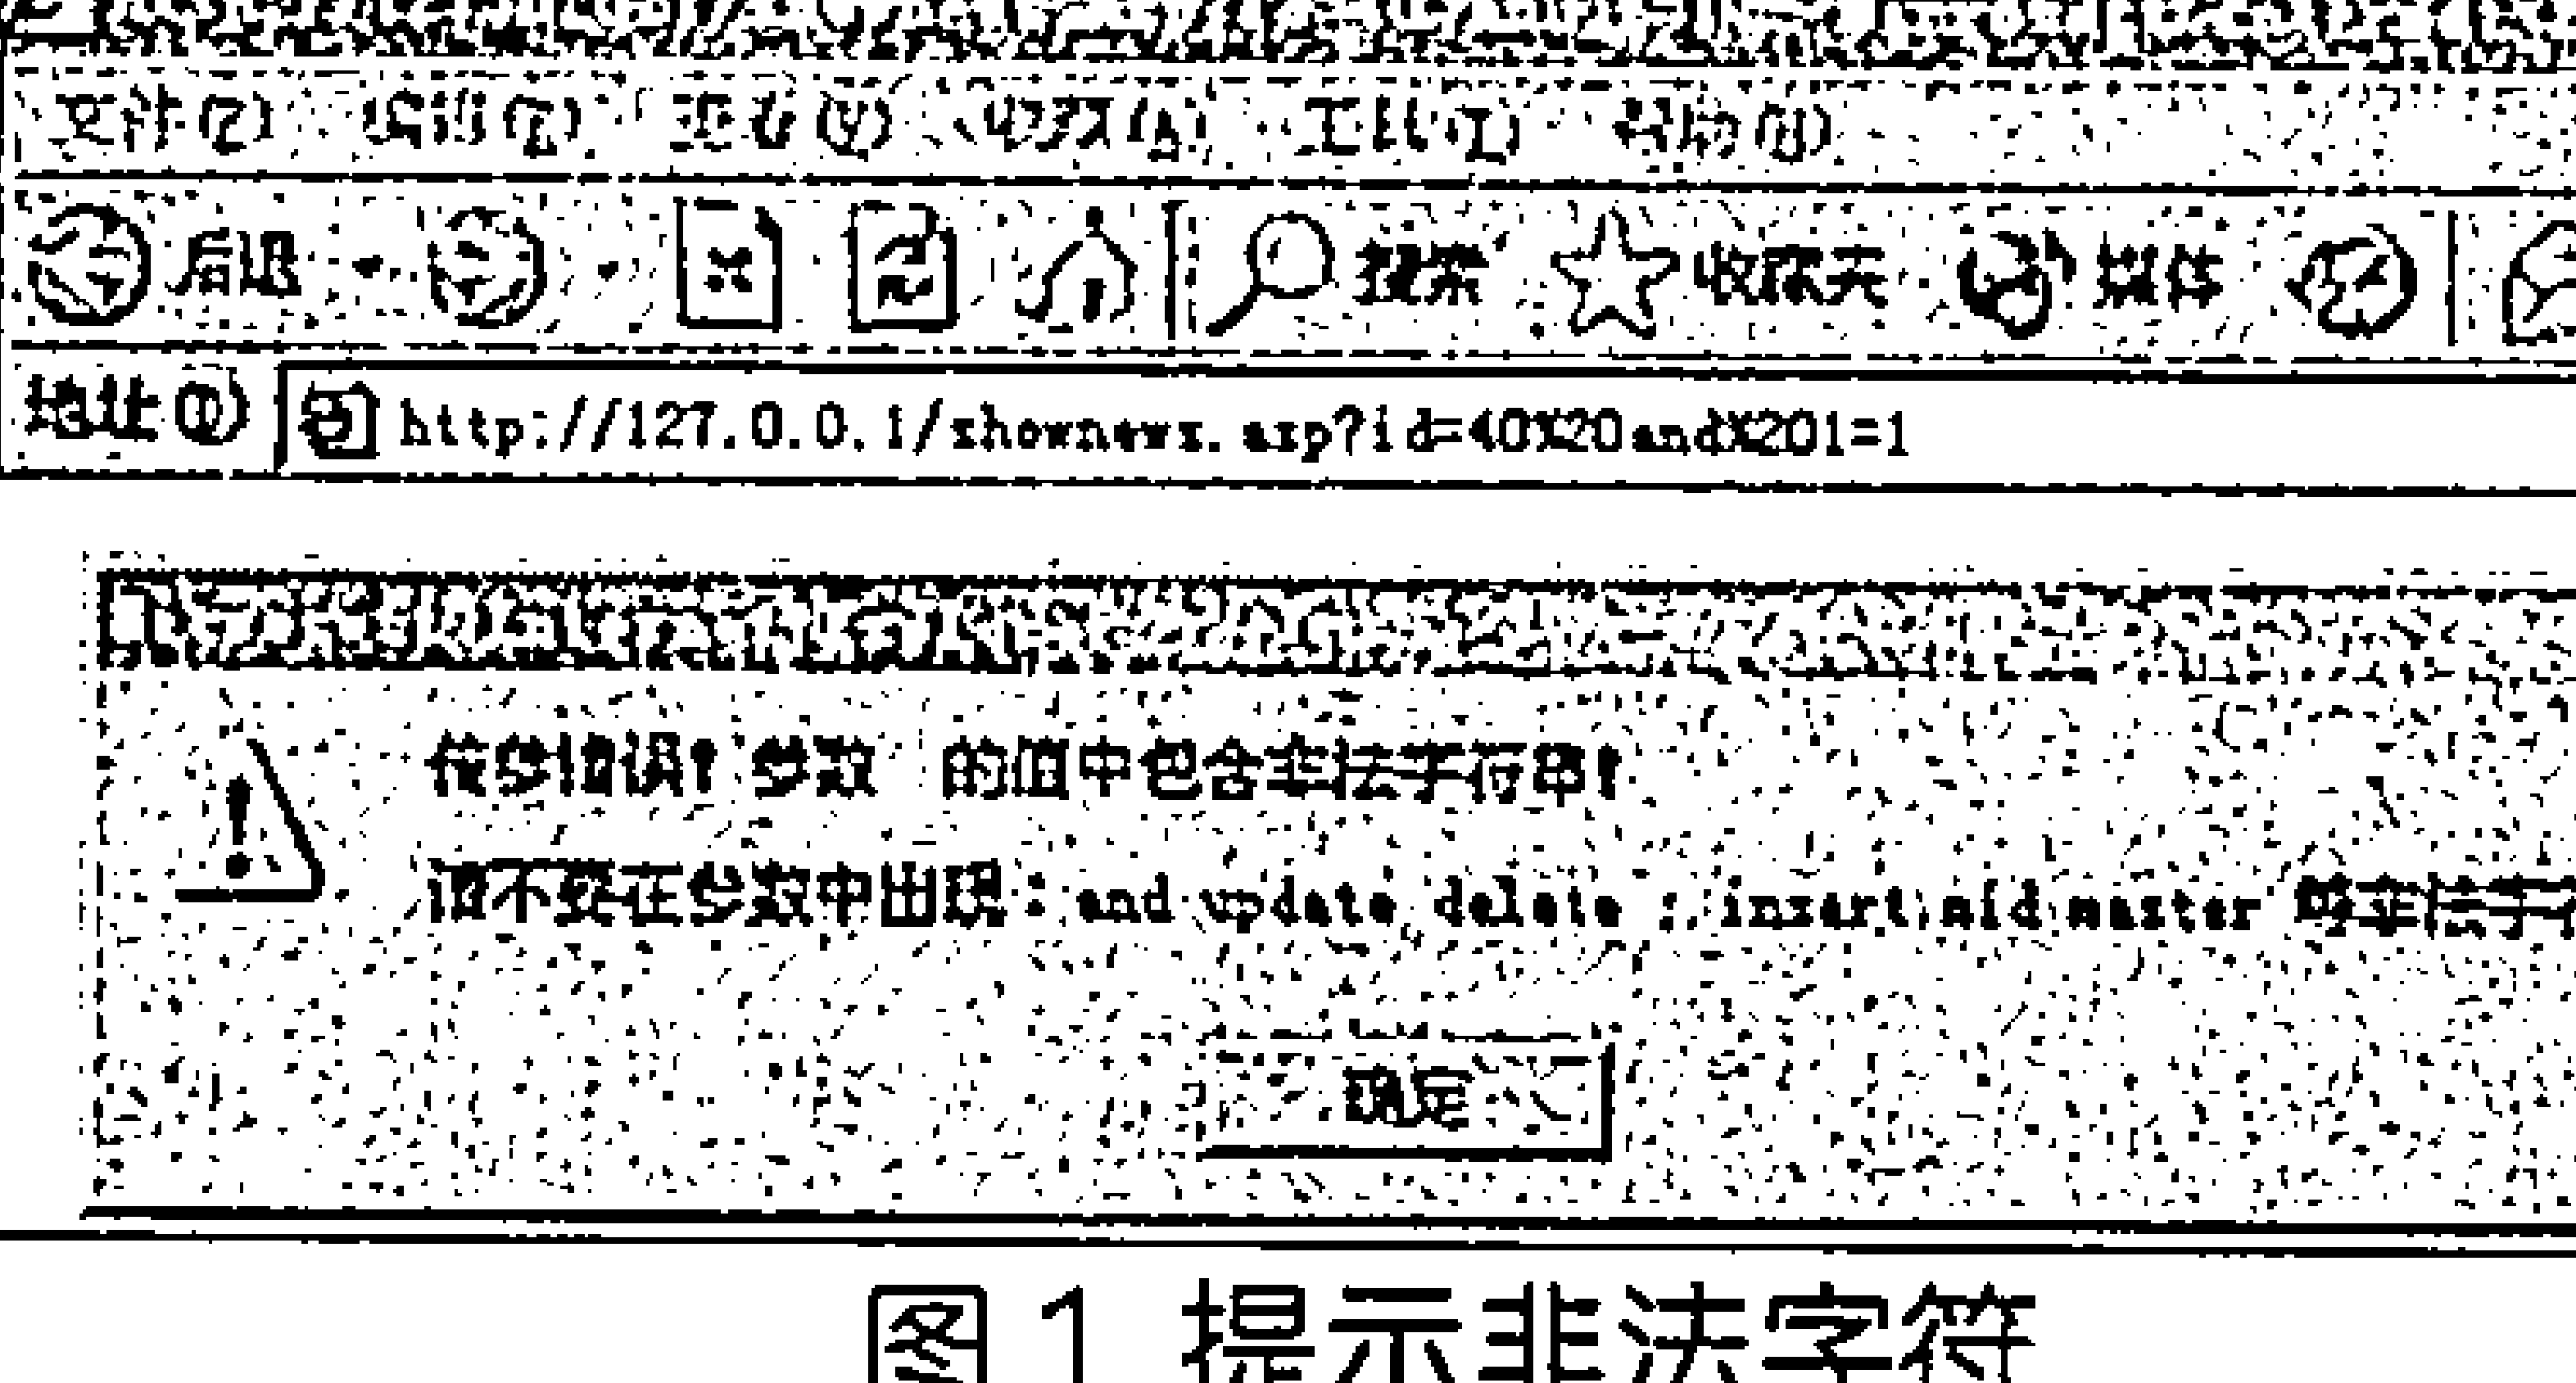 文件(F) 编辑(E) 查看(V) 收藏(A) 工具(T) 帮助(H)
后退 搜索 收藏夹 媒体
地址(D) http://127.0.0.1/shownews.asp?id=40%20and%201=1
传参错误! 参数 的值中包含非法字符串!
请不要在参数中出现: and update delete ; insert mid master 等非法字
确定
图1 提示非法字符